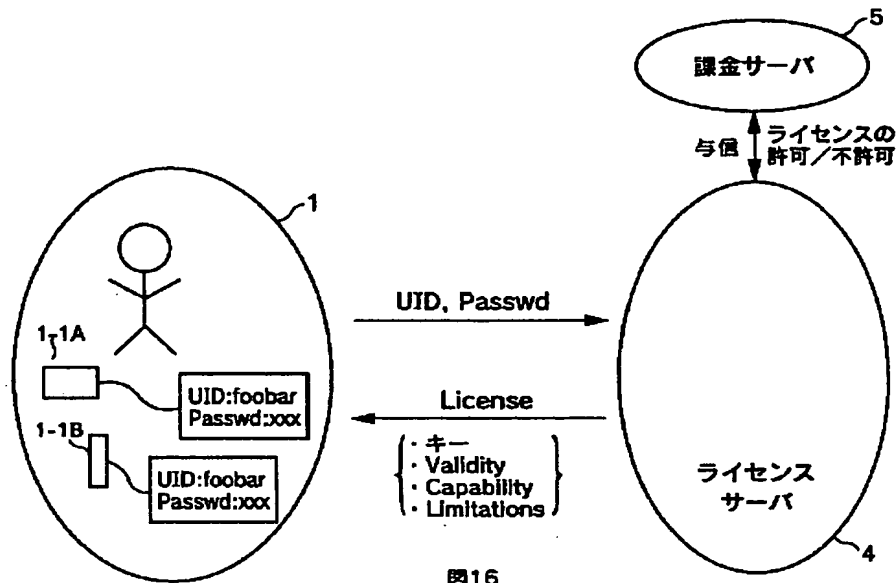 5
課金サーバ
与信
ライセンスの
許可／不許可
1
UID, Passwd
1-1A
UID:foobar
Passwd:xxx
License
1-1B
UID:foobar
Passwd:xxx
・キー
・Validity
・Capability
・Limitations
ライセンス
サーバ
4
図16